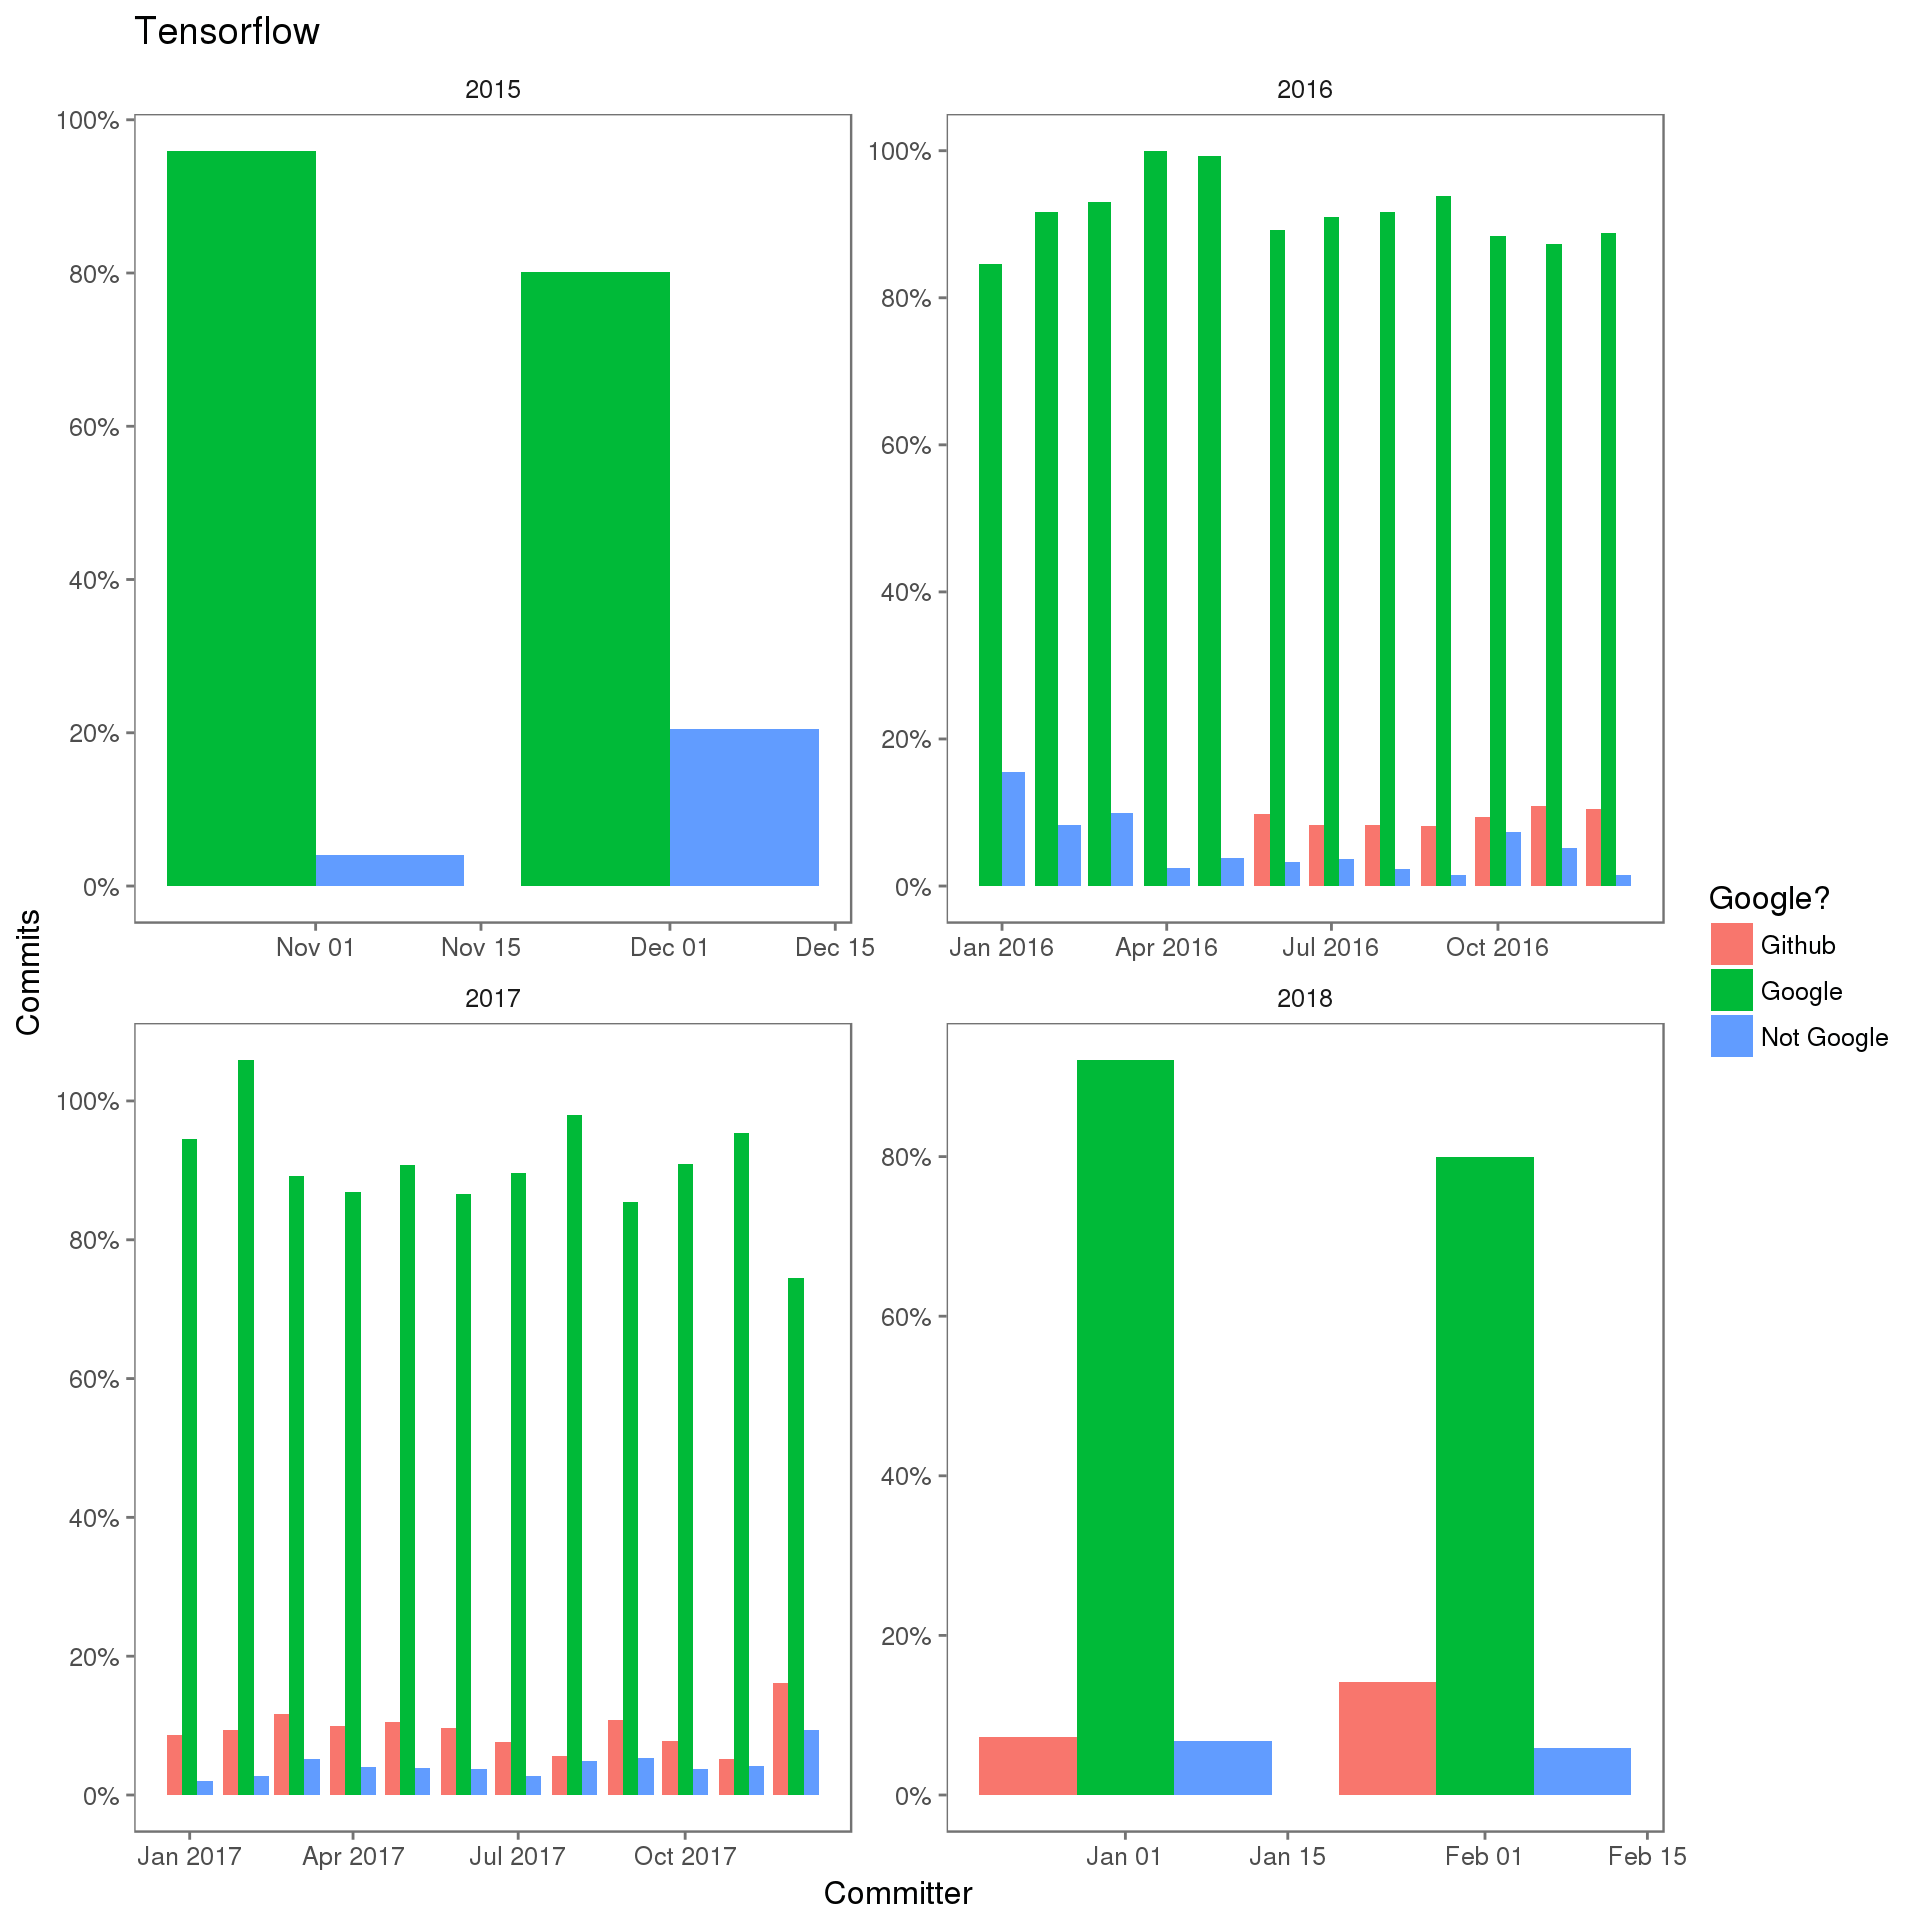 Tensorflow
2015
100%
80%
60%
40%
20%
0%
Nov 01 Nov 15 Dec 01 Dec 15
2016
100%
80%
60%
40%
20%
0%
Jan 2016 Apr 2016 Jul 2016 Oct 2016
Commits
2017
100%
80%
60%
40%
20%
0%
Jan 2017 Apr 2017 Jul 2017 Oct 2017
2018
80%
60%
40%
20%
0%
Jan 01 Jan 15 Feb 01 Feb 15
Committer
Google?
Github
Google
Not Google